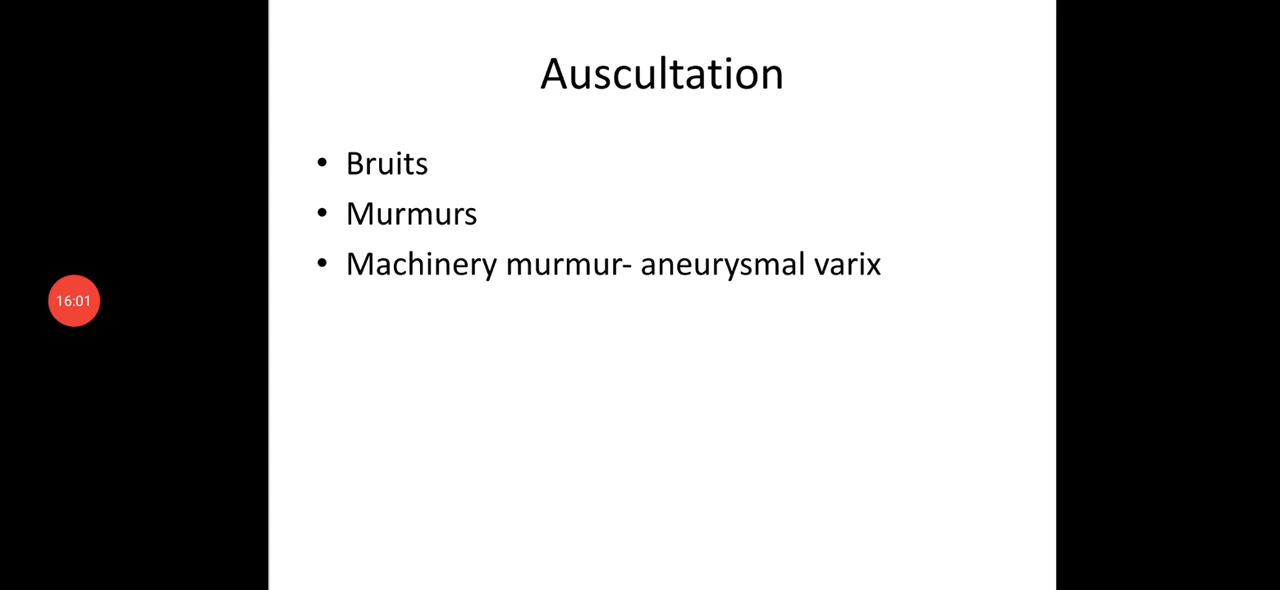 Auscultation
• Bruits
• Murmurs
• Machinery murmur- aneurysmal varix
16:01